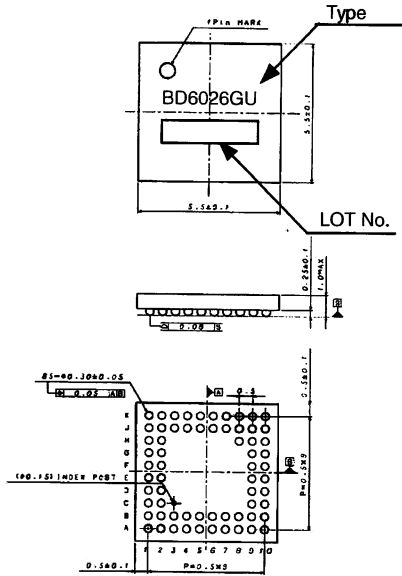 1Pin MARK
Type
BD6026GU
5.5±0.1
5.5±0.1
LOT No.
0.25±0.1
1.0MAX
S
0.08 S
85-Φ0.30±0.05
0.05 A B
A
0.5
0.5±0.1
K
J
H
G
F
E
D
C
B
A
B
(Φ0.15) INDEX POST
P=0.5×9
1 2 3 4 5 6 7 8 9 10
0.5±0.1
P=0.5×9